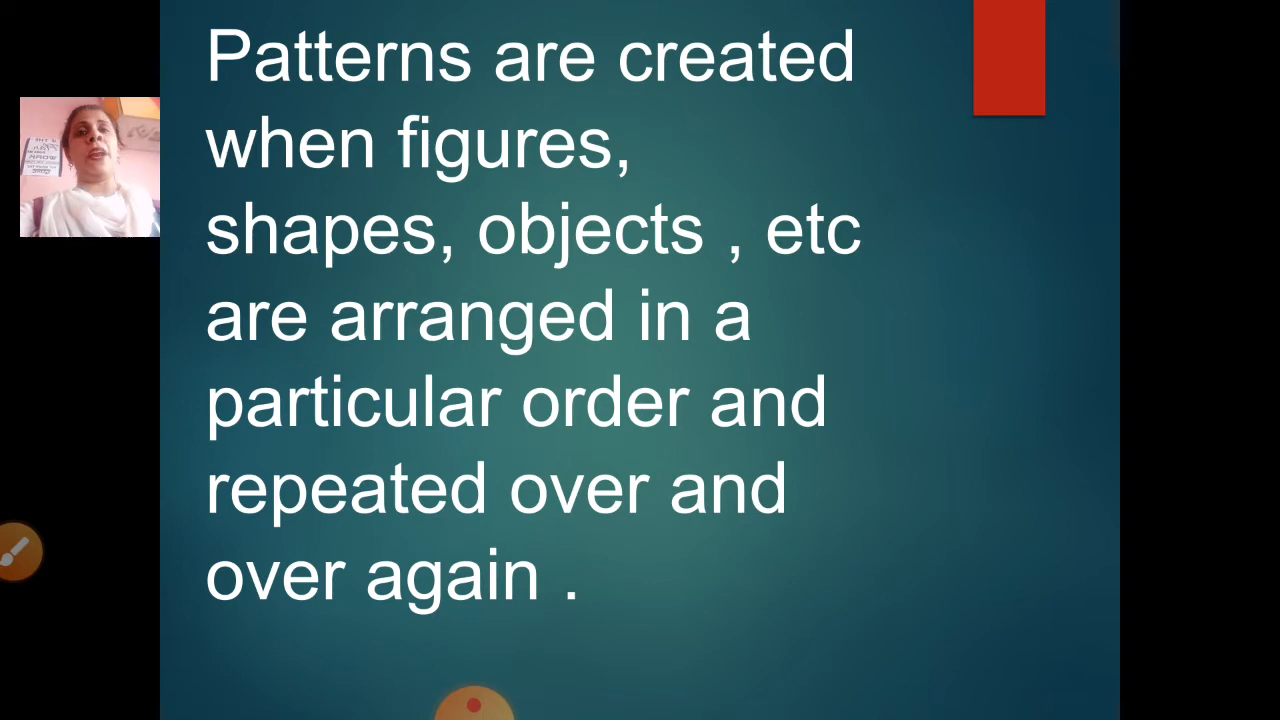 Patterns are created
when figures,
shapes, objects , etc
are arranged in a
particular order and
repeated over and
over again .